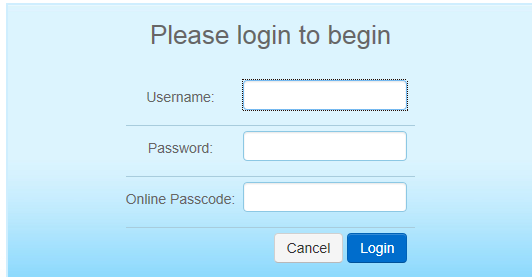 Please login to begin
Username:
Password:
Online Passcode:
Cancel Login